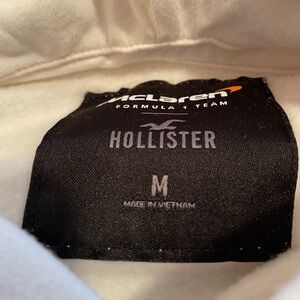 McLaren
FORMULA 1 TEAM
HOLLISTER
M
MADE IN VIETNAM